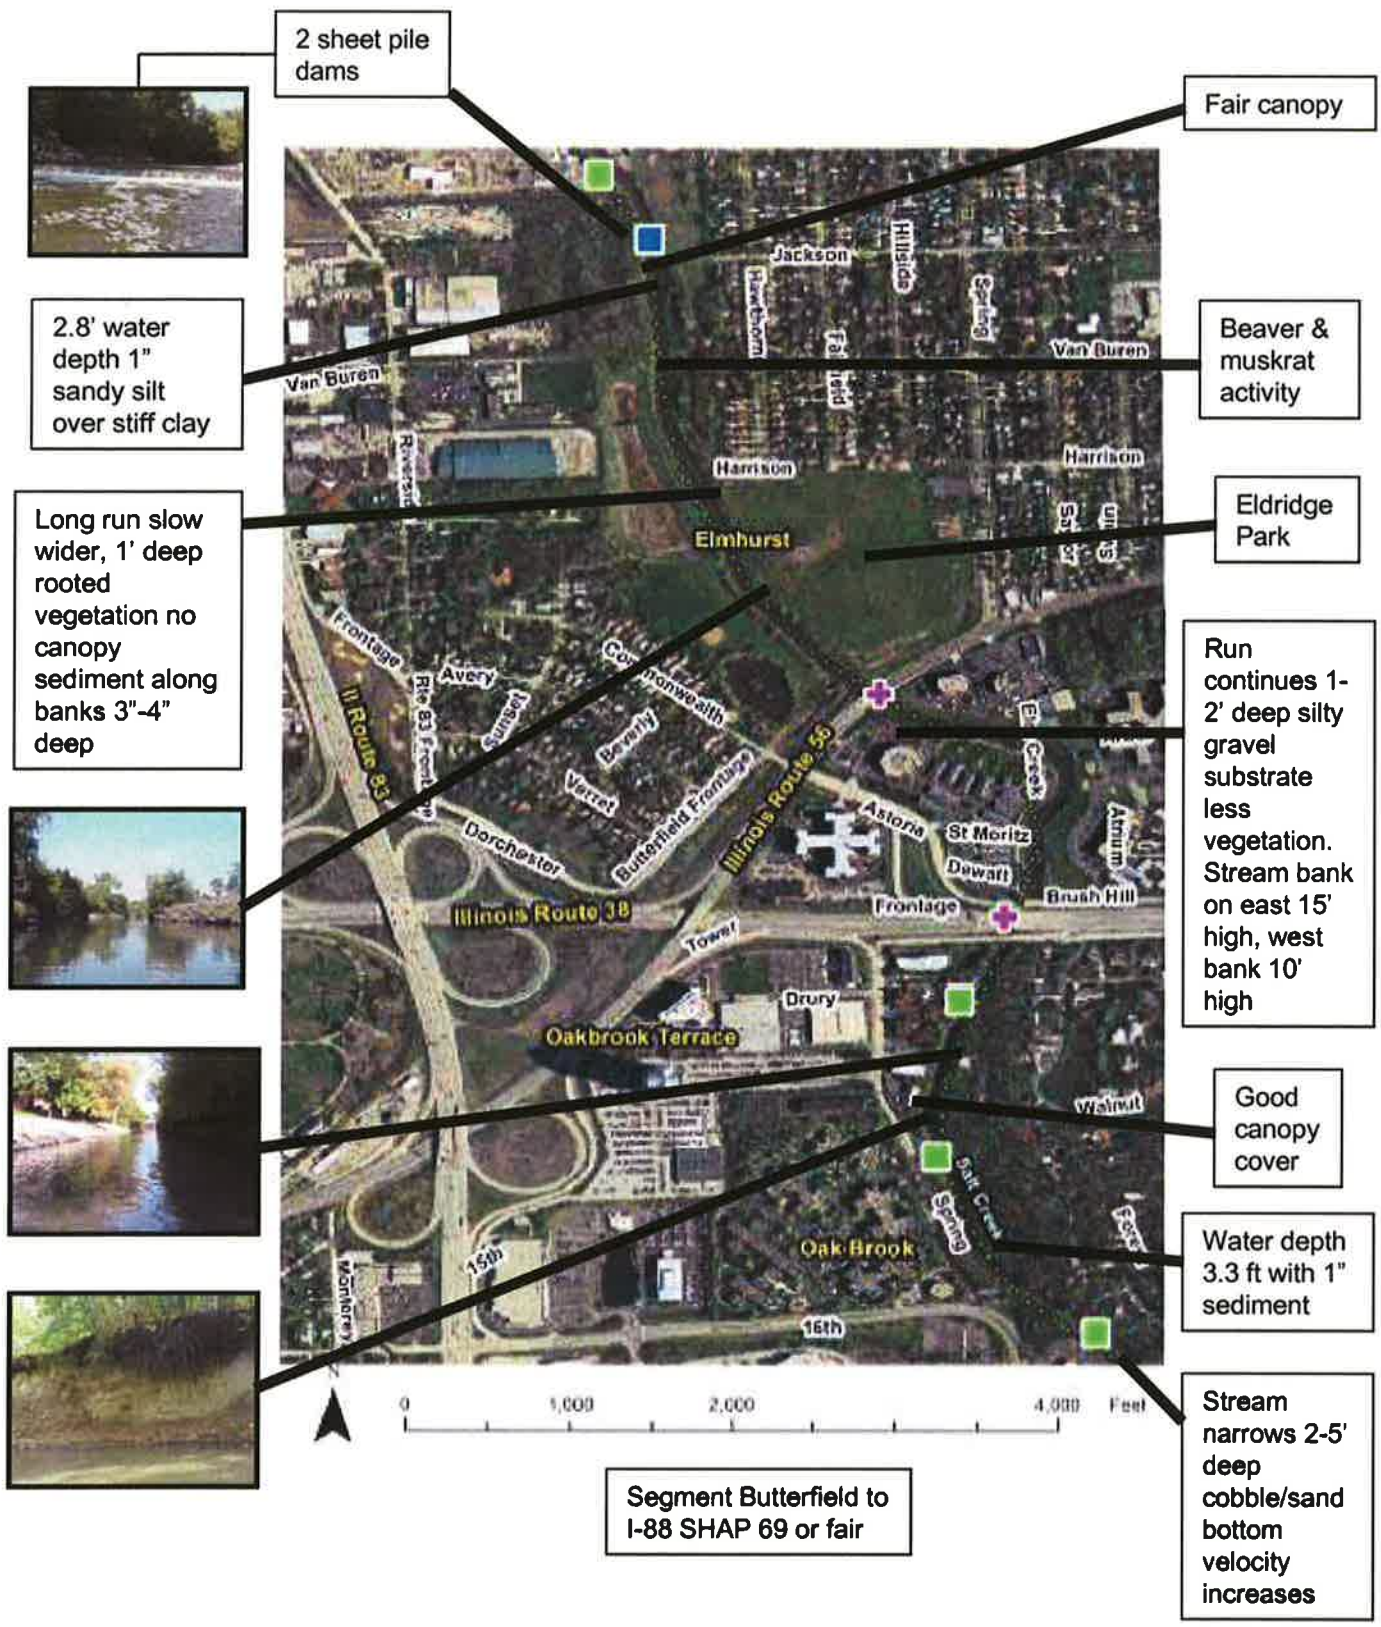 2 sheet pile
dams
Fair canopy
2.8' water
depth 1"
sandy silt
over stiff clay
Beaver &
muskrat
activity
Long run slow
wider, 1' deep
rooted
vegetation no
canopy
sediment along
banks 3"-4"
deep
Eldridge
Park
Run
continues 1-
2' deep silty
gravel
substrate
less
vegetation.
Stream bank
on east 15'
high, west
bank 10'
high
Good
canopy
cover
Water depth
3.3 ft with 1"
sediment
Stream
narrows 2-5'
deep
cobble/sand
bottom
velocity
increases
Segment Butterfield to
I-88 SHAP 69 or fair
Jackson
Hillside
Hawthorn
Spring
Van Buren
Van Buren
Harrison
Harrison
Elmhurst
Frontage
Avery
Commonwealth
Ill Route 83
Rte 83 Frontage
Beverly
Verret
Dorchester
Butterfield Frontage
Illinois Route 56
Astoria
St Moritz
Dewart
Atrium
Frontage
Brush Hill
Illinois Route 38
Tower
Drury
Oakbrook Terrace
Walnut
Salt Creek
Spring
Oak Brook
15th
16th
Monterey
N
0 1,000 2,000 4,000 Feet